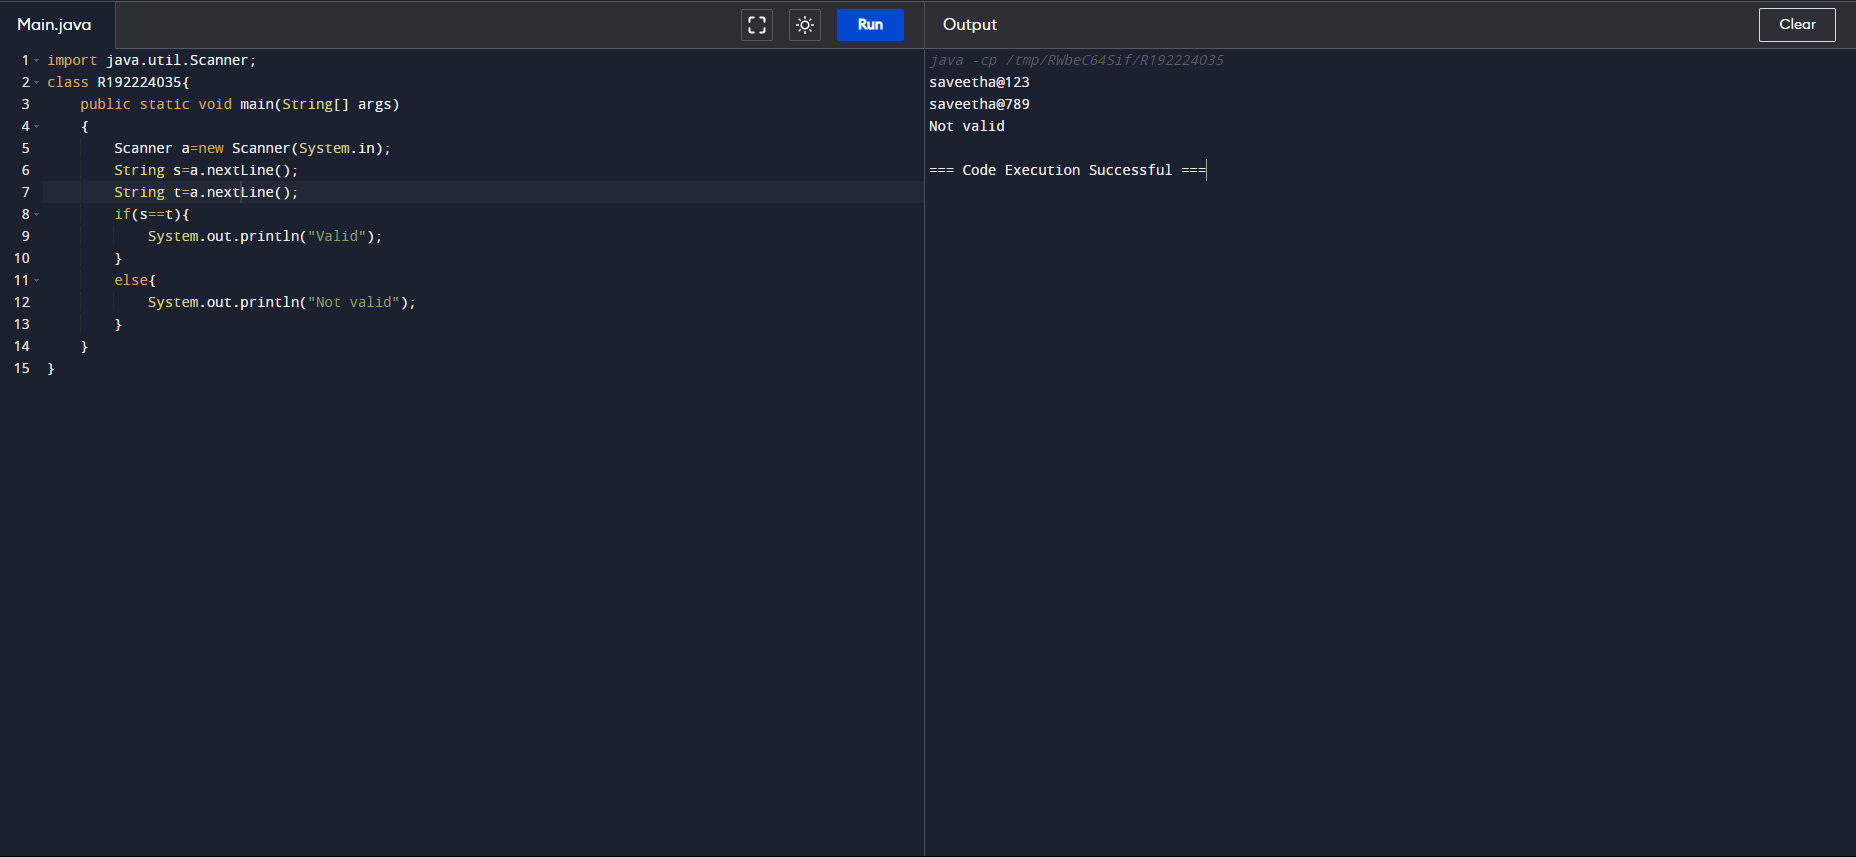 Main.java
Run
1 import java.util.Scanner;
2 class R192224035{
3     public static void main(String[] args)
4     {
5         Scanner a=new Scanner(System.in);
6         String s=a.nextLine();
7         String t=a.nextLine();
8         if(s==t){
9             System.out.println("Valid");
10         }
11         else{
12             System.out.println("Not valid");
13         }
14     }
15 }
Output
Clear
java -cp /tmp/RWbeC64Sif/R192224035
saveetha@123
saveetha@789
Not valid
=== Code Execution Successful ===